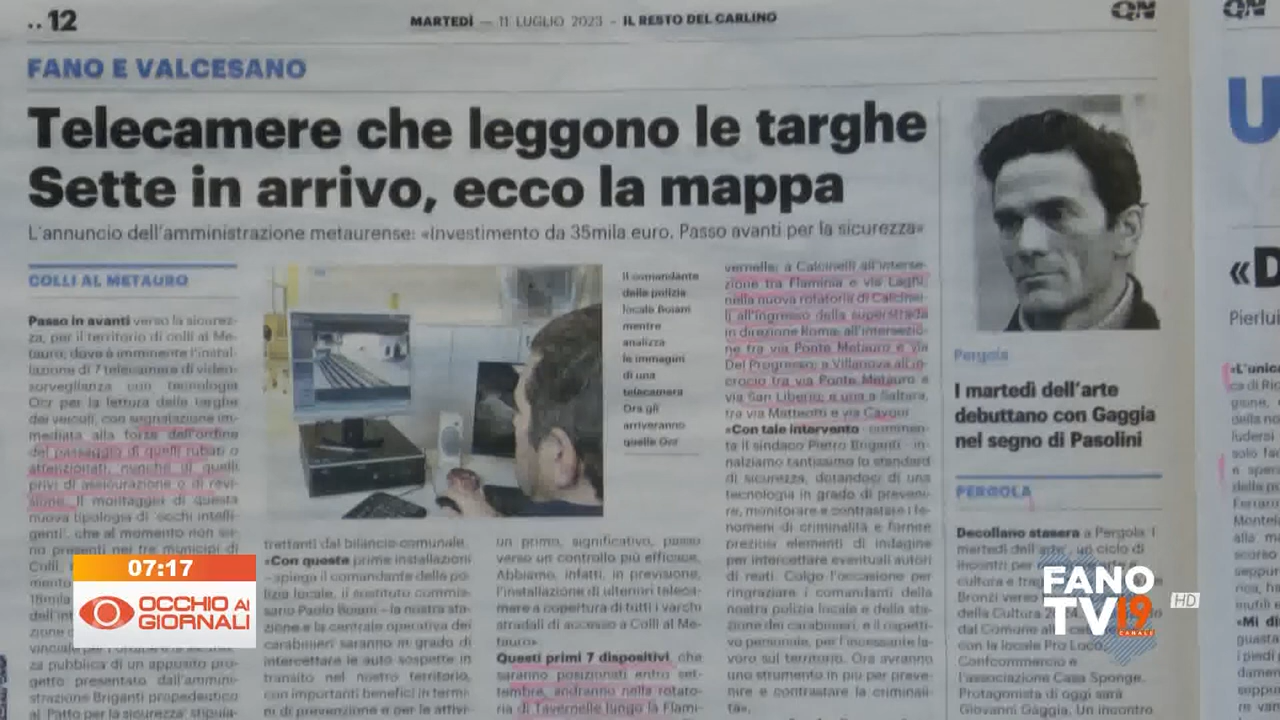 .. 12
MARTEDÌ — 11 LUGLIO 2023 – IL RESTO DEL CARLINO
QN
QN
FANO E VALCESANO
Telecamere che leggono le targhe
Sette in arrivo, ecco la mappa
L'annuncio dell'amministrazione metaurense: «Investimento da 35mila euro. Passo avanti per la sicurezza»
COLLI AL METAURO
Passo in avanti verso la sicurez-
za, per il territorio di colli al Me-
tauro, dove è imminente l'instal-
lazione di 7 telecamere di video-
sorveglianza con tecnologia
Ocr per la lettura delle targhe
dei veicoli, con segnalazione im-
mediata alla forze dell'ordine
del passaggio di quelli rubati o
attenzionati, nonché di quelli
privi di assicurazione o di revi-
sione. Il montaggio di questa
nuova tipologia di 'occhi intelli-
genti', che al momento non so-
no presenti nei tre municipi di
Colli,
za pubblica di un apposito pro-
getto presentato dall'ammini-
strazione Briganti propedeutico
al 'Patto per la sicurezza' stipula-
Il comandante
della polizia
locale Boiani
mentre
analizza
le immagini
di una
telecamera
Ora gli
arriveranno
quelle Ocr
trettanti dal bilancio comunale.
«Con queste prime installazioni
– spiega il comandante della po-
lizia locale, il tenente commis-
sario Paolo Boiani – la nostra sta-
zione e la centrale operativa dei
carabinieri saranno in grado di
intercettare le auto sospette in
transito nel nostro territorio,
con importanti benefici in termi-
ni di prevenzione e per le attivi-
un primo, significativo, passo
verso un controllo più efficace.
Abbiamo, infatti, in previsione,
l'installazione di ulteriori teleca-
mere a copertura di tutti i varchi
stradali di accesso a Colli al Me-
tauro»
Questi primi 7 dispositivi, che
saranno posizionati entro set-
tembre, andranno nella rotato-
ria di Tavernelle lungo la Flami-
vernelle; a Calcinelli all'interse-
zione tra Flaminia e via Laghi,
nella nuova rotatoria di Calcinel-
li all'ingresso della superstrada
in direzione Roma; all'intersezio-
ne tra via Ponte Metauro e via
Del Progresso; a Villanova all'in-
crocio tra via Ponte Metauro e
via San Liberio; e una a Saltara,
tra via Matteotti e via Cavour.
«Con tale intervento - commen-
ta il sindaco Pietro Briganti - in-
nalziamo tantissimo lo standard
di sicurezza, dotandoci di una
tecnologia in grado di preveni-
re, monitorare e contrastare i fe-
nomeni di criminalità e fornire
preziosi elementi di indagine
per intercettare eventuali autori
di reati. Colgo l'occasione per
ringraziare i comandanti della
nostra polizia locale e della sta-
zione dei carabinieri, e il rispetti-
vo personale, per l'incessante la-
voro sul territorio. Ora avranno
uno strumento in più per preve-
nire e contrastare la criminali-
tà».
Pergola
I martedì dell'arte
debuttano con Gaggia
nel segno di Pasolini
PERGOLA
Decollano stasera a Pergola i
martedì dell'arte, un ciclo di
incontri per
cultura e
Bronzi verso
della Cultura
dal Comune
con la locale Pro Loco,
Confcommercio e
l'associazione Casa Sponge.
Protagonista di oggi sarà
Giovanni Gaggia. Un incontro
U
«D
Pierlui
«L'unica
«Mi di
07:17
OCCHIO AI
GIORNALI
FANO
TV 19
CANALE
HD